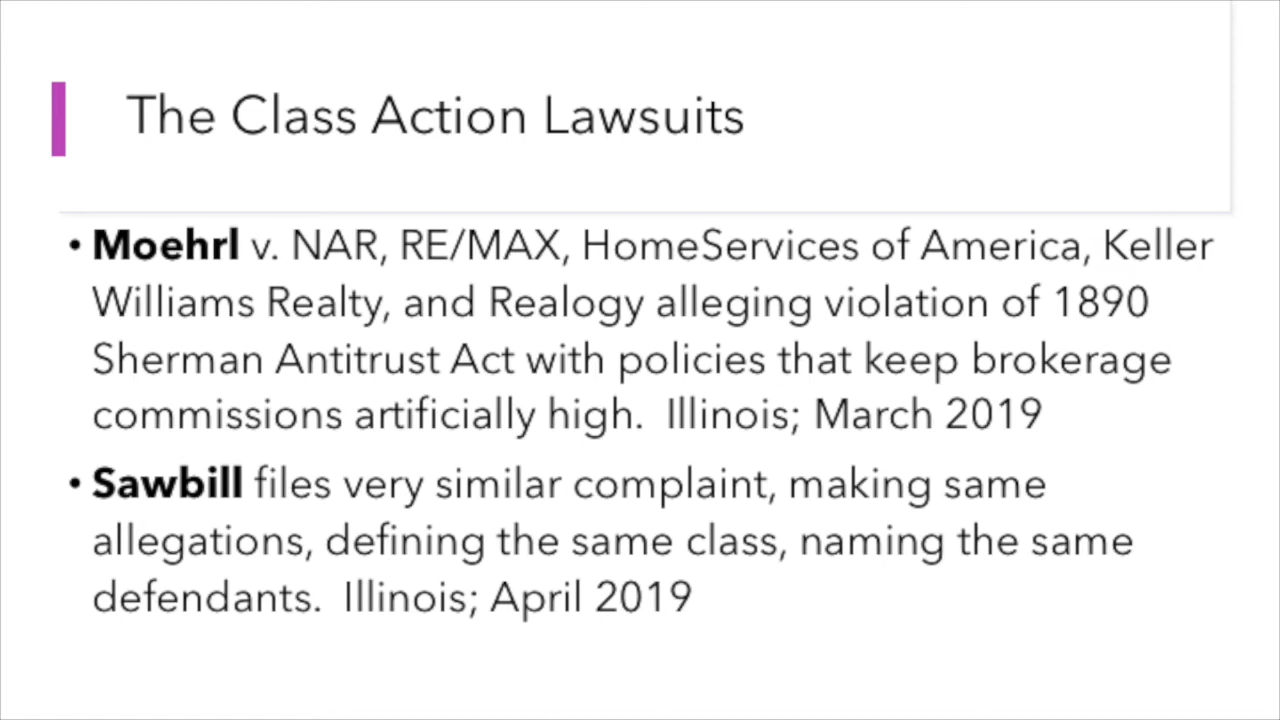 The Class Action Lawsuits
• Moehrl v. NAR, RE/MAX, HomeServices of America, Keller
Williams Realty, and Realogy alleging violation of 1890
Sherman Antitrust Act with policies that keep brokerage
commissions artificially high.  Illinois; March 2019
• Sawbill files very similar complaint, making same
allegations, defining the same class, naming the same
defendants.  Illinois; April 2019